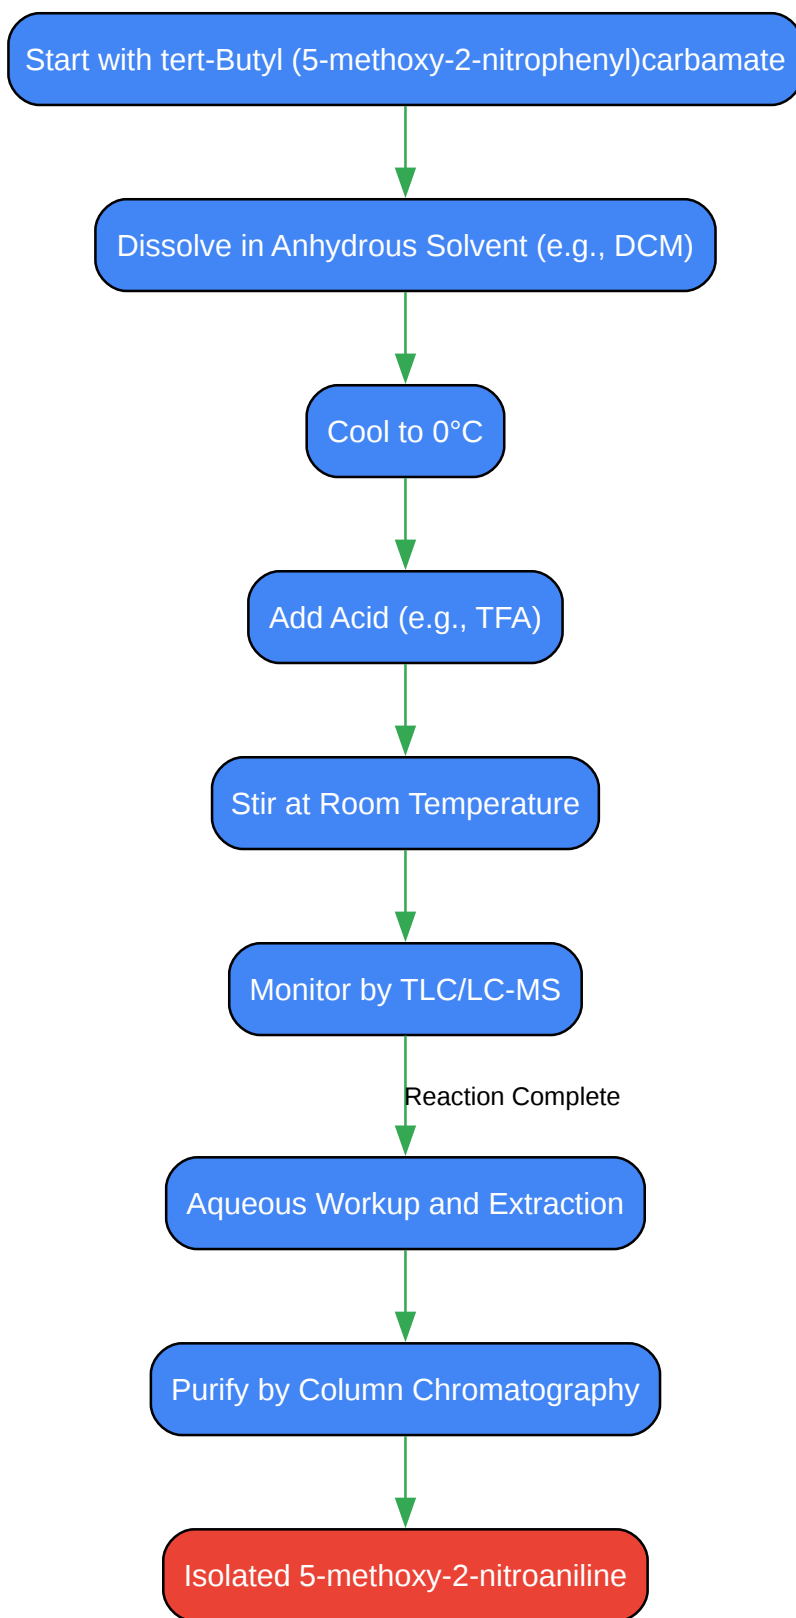 Start with tert-Butyl (5-methoxy-2-nitrophenyl)carbamate
Dissolve in Anhydrous Solvent (e.g., DCM)
Cool to 0°C
Add Acid (e.g., TFA)
Stir at Room Temperature
Monitor by TLC/LC-MS
Reaction Complete
Aqueous Workup and Extraction
Purify by Column Chromatography
Isolated 5-methoxy-2-nitroaniline